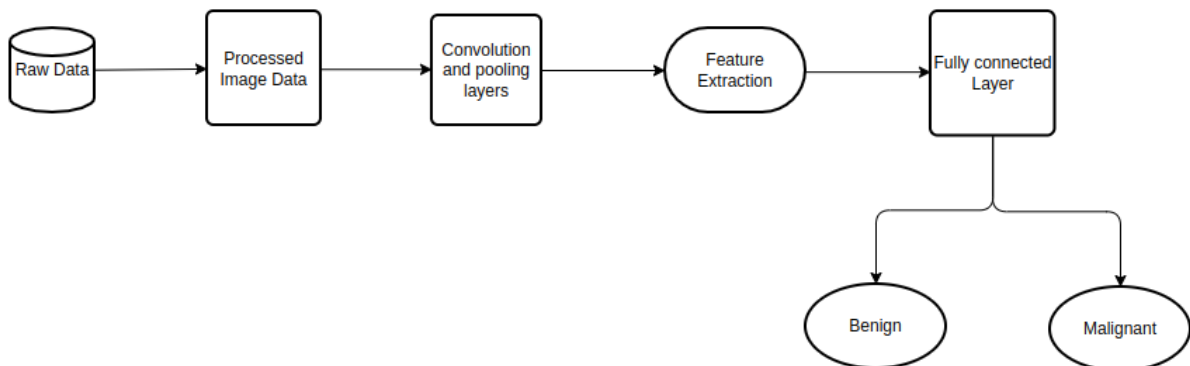 Raw Data
Processed
Image Data
Convolution
and pooling
layers
Feature
Extraction
Fully connected
Layer
Benign
Malignant